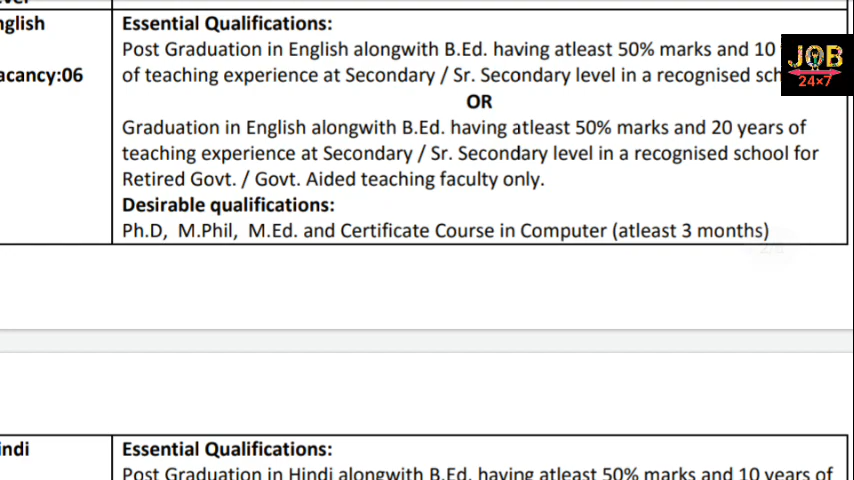 Essential Qualifications:
nglish
Post Graduation in English alongwith B.Ed. having atleast 50% marks and 10
acancy:06
of teaching experience at Secondary / Sr. Secondary level in a recognised sch
OR
Graduation in English alongwith B.Ed. having atleast 50% marks and 20 years of
teaching experience at Secondary / Sr. Secondary level in a recognised school for
Retired Govt. / Govt. Aided teaching faculty only.
Desirable qualifications:
Ph.D, M.Phil, M.Ed. and Certificate Course in Computer (atleast 3 months)
JOB
24×7
indi
Essential Qualifications:
Post Graduation in Hindi alongwith B.Ed. having atleast 50% marks and 10 years of